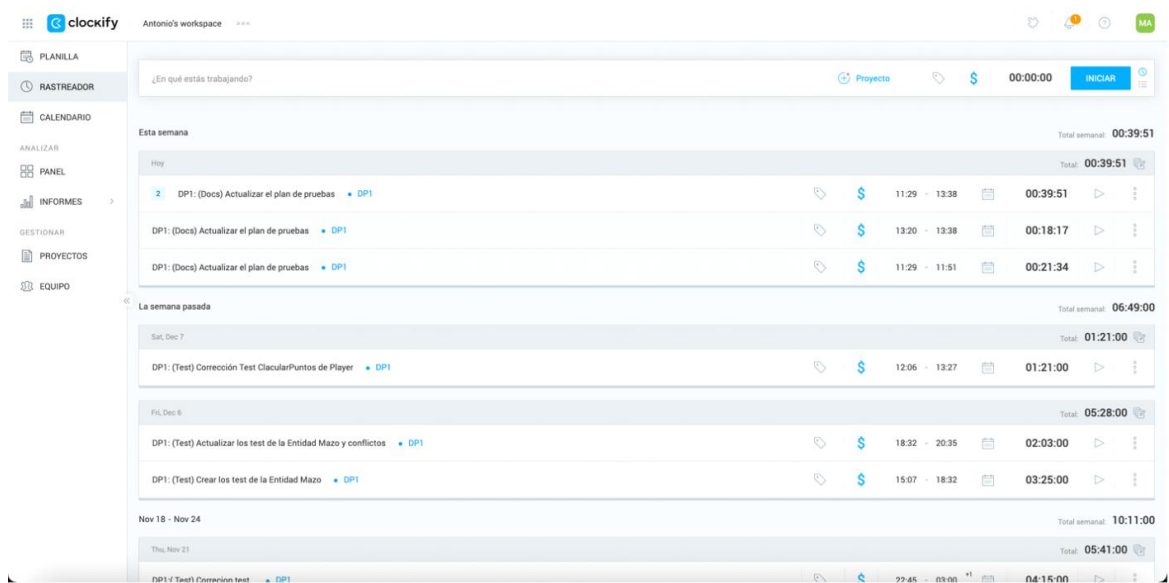 clockify Antonio's workspace 1 MA
PLANILLA
RASTREADOR
CALENDARIO
ANALIZAR
PANEL
INFORMES
GESTIONAR
PROYECTOS
EQUIPO
¿En qué estás trabajando? Proyecto $ 00:00:00 INICIAR
Esta semana Total semanal: 00:39:51
Hoy Total: 00:39:51
2 DP1: (Docs) Actualizar el plan de pruebas • DP1 $ 11:29 - 13:38 00:39:51
DP1: (Docs) Actualizar el plan de pruebas • DP1 $ 13:20 - 13:38 00:18:17
DP1: (Docs) Actualizar el plan de pruebas • DP1 $ 11:29 - 11:51 00:21:34
La semana pasada Total semanal: 06:49:00
Sat, Dec 7 Total: 01:21:00
DP1: (Test) Corrección Test ClacularPuntos de Player • DP1 $ 12:06 - 13:27 01:21:00
Fri, Dec 6 Total: 05:28:00
DP1: (Test) Actualizar los test de la Entidad Mazo y conflictos • DP1 $ 18:32 - 20:35 02:03:00
DP1: (Test) Crear los test de la Entidad Mazo • DP1 $ 15:07 - 18:32 03:25:00
Nov 18 - Nov 24 Total semanal: 10:11:00
Thu, Nov 21 Total: 05:41:00
DP1:( Test) Correcion test • DP1 $ 22:45 - 03:00 +1 04:15:00